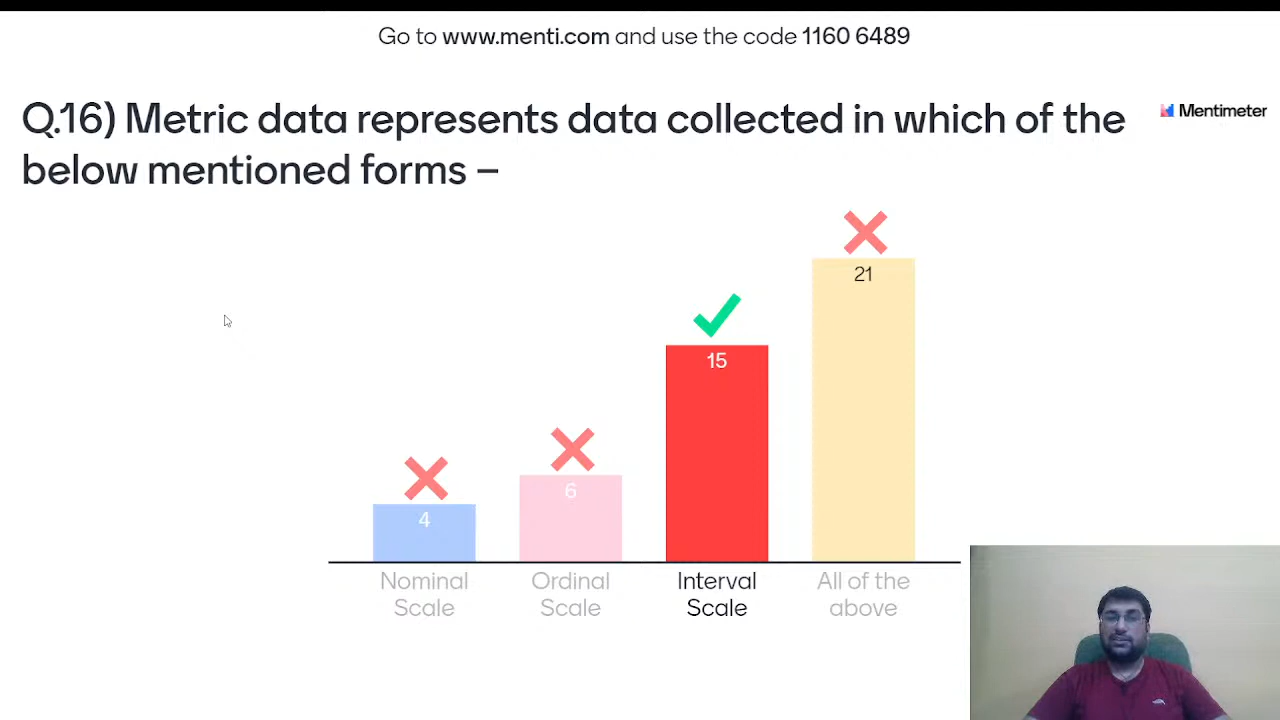 Go to www.menti.com and use the code 1160 6489
Q.16) Metric data represents data collected in which of the
below mentioned forms –
Mentimeter
21
15
6
4
Nominal
Scale
Ordinal
Scale
Interval
Scale
All of the
above